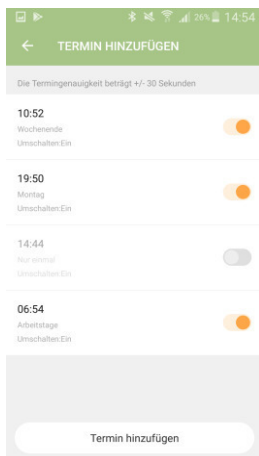 26% 14:54
TERMIN HINZUFÜGEN
Die Termingenauigkeit beträgt +/- 30 Sekunden
10:52
Wochenende
Umschalten:Ein
19:50
Montag
Umschalten:Ein
14:44
Nur einmal
Umschalten:Ein
06:54
Arbeitstage
Umschalten:Ein
Termin hinzufügen